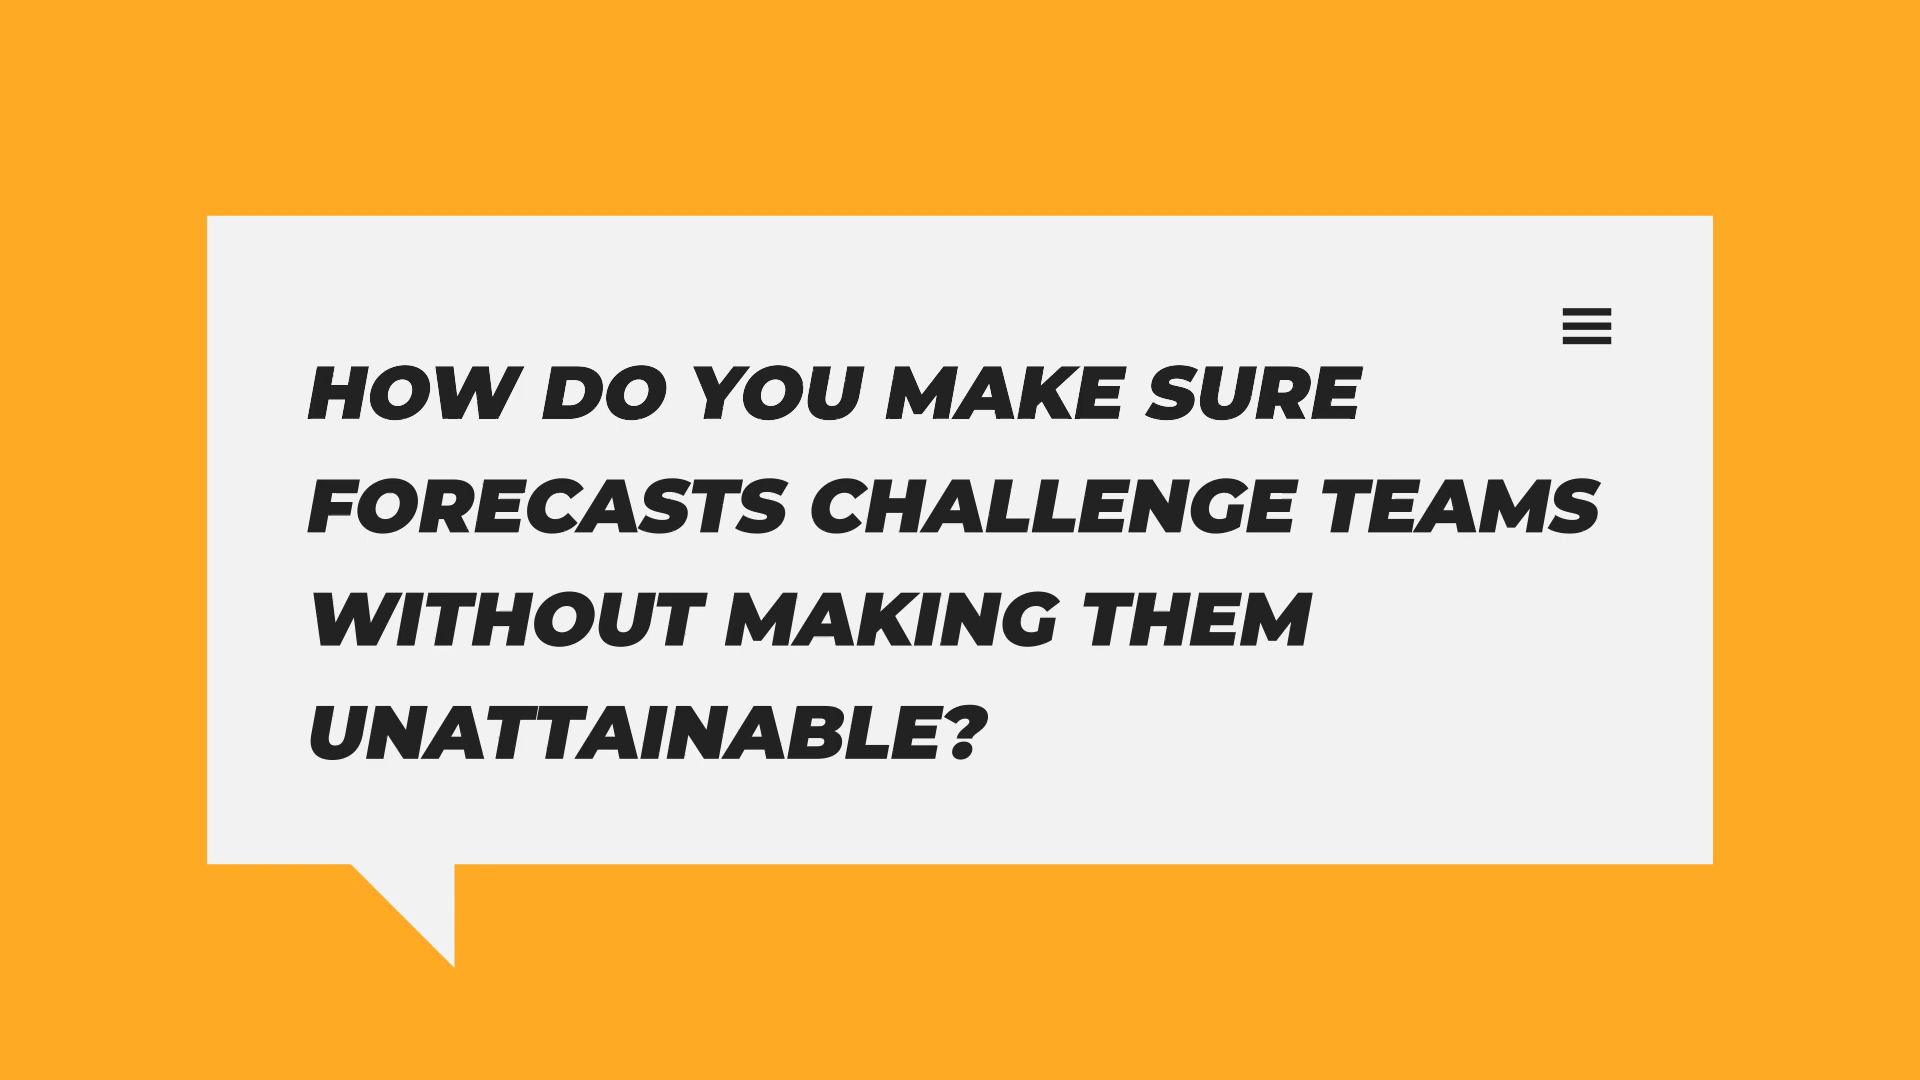 HOW DO YOU MAKE SURE
FORECASTS CHALLENGE TEAMS
WITHOUT MAKING THEM
UNATTAINABLE?